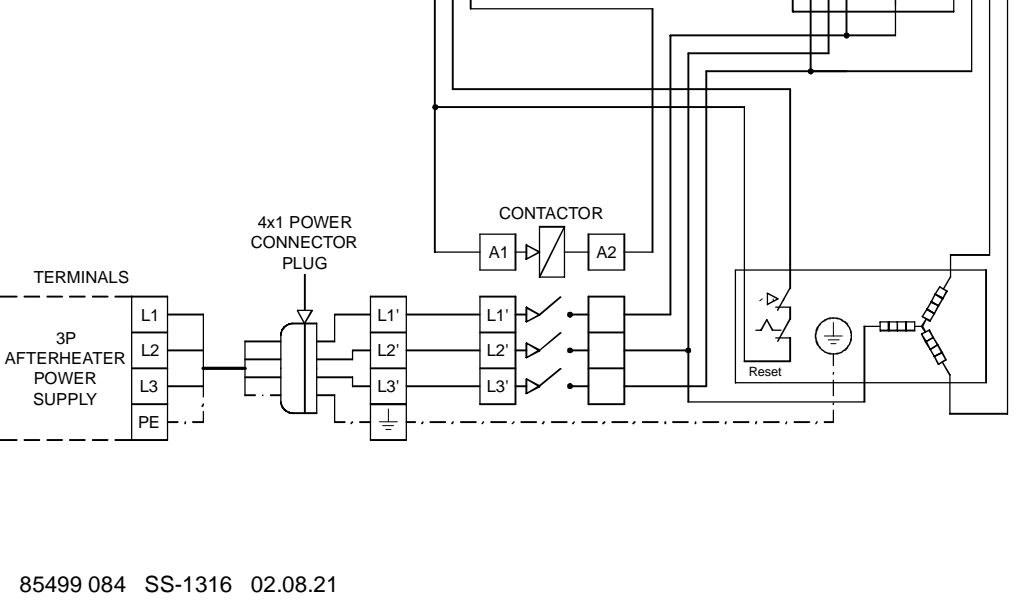 CONTACTOR
A1
A2
4x1 POWER
CONNECTOR
PLUG
TERMINALS
3P
AFTERHEATER
POWER
SUPPLY
L1
L2
L3
PE
L1'
L2'
L3'
L1'
L2'
L3'
Reset
85499 084 SS-1316 02.08.21